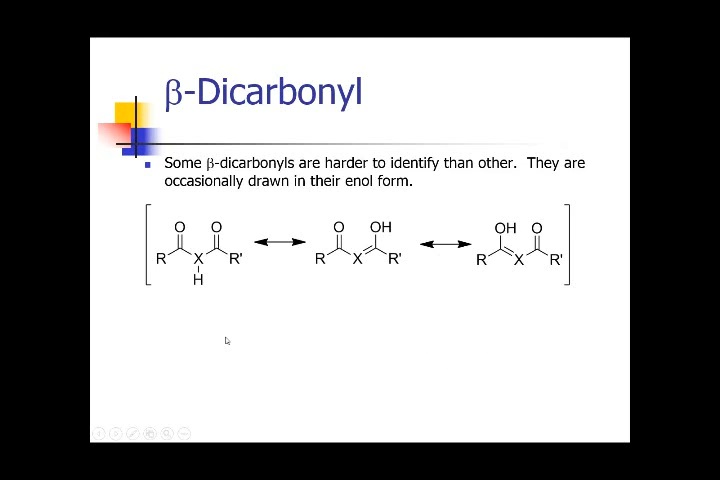 β-Dicarbonyl
Some β-dicarbonyls are harder to identify than other. They are
occasionally drawn in their enol form.
O O O OH OH O
R X R' R X R' R X R'
H